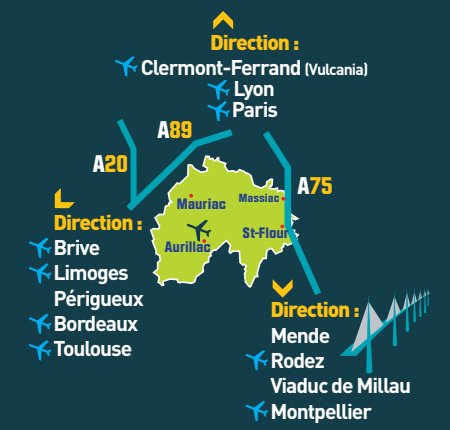 Direction :
Clermont-Ferrand (Vulcania)
Lyon
Paris
A89
A20
A75
Mauriac
Massiac
St-Flour
Aurillac
Direction :
Brive
Limoges
Périgueux
Bordeaux
Toulouse
Direction :
Mende
Rodez
Viaduc de Millau
Montpellier